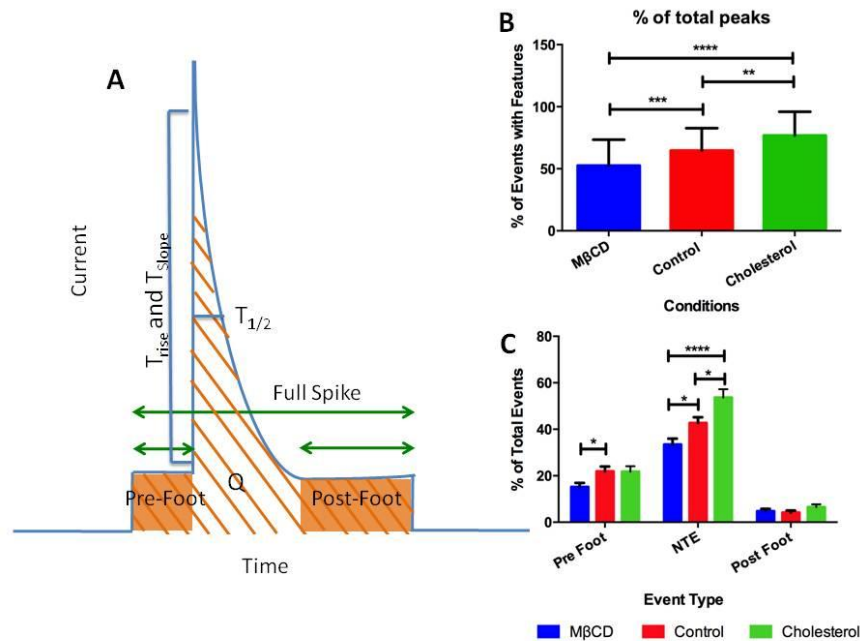 A
Current
T_rise and T_Slope
T_1/2
Full Spike
Pre-Foot
Q
Post-Foot
Time
B
% of total peaks
% of Events with Features
150
100
50
0
****
**
***
MβCD
Control
Cholesterol
Conditions
C
% of Total Events
80
60
40
20
0
****
*
*
*
Pre Foot
NTE
Post Foot
Event Type
MβCD Control Cholesterol